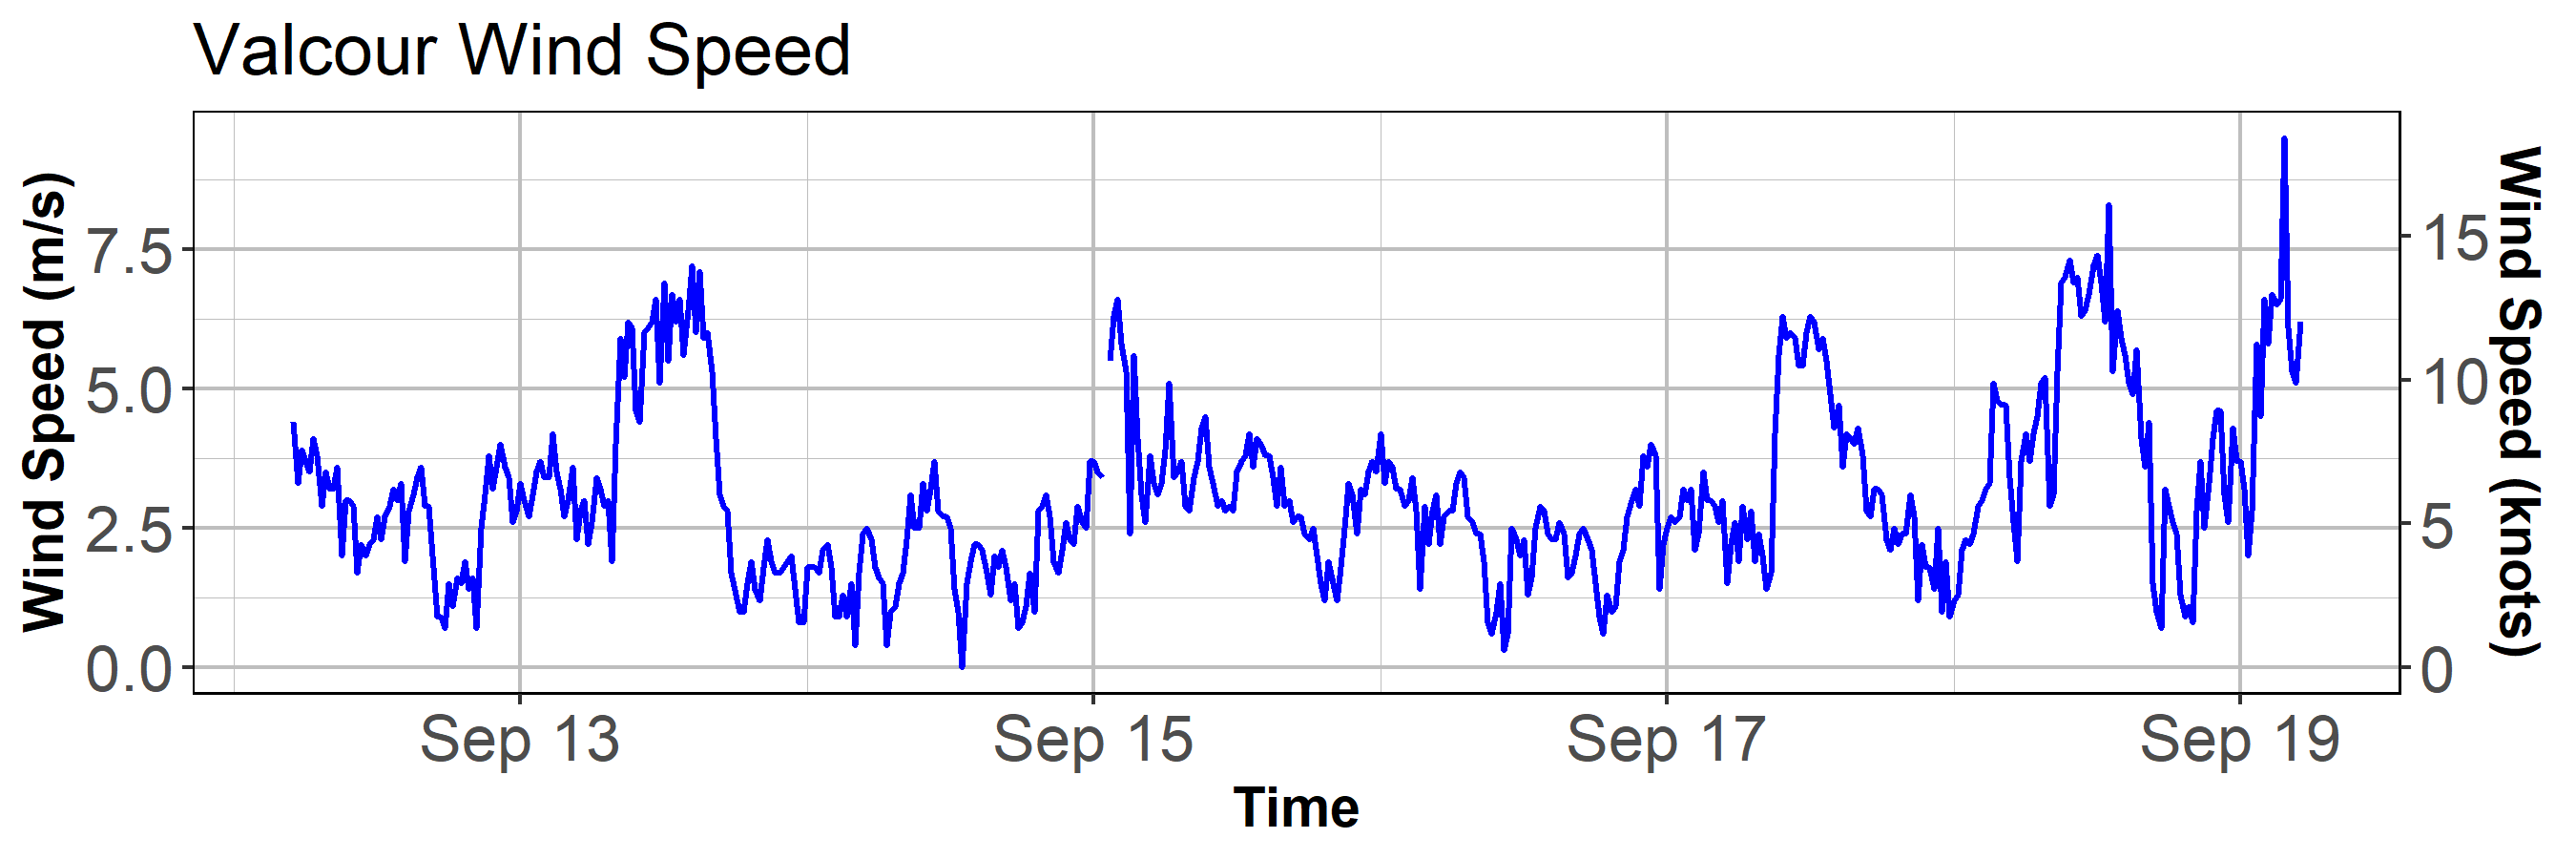 Valcour Wind Speed
Wind Speed (m/s)
7.5
5.0
2.5
0.0
15
10
5
0
Wind Speed (knots)
Sep 13
Sep 15
Sep 17
Sep 19
Time